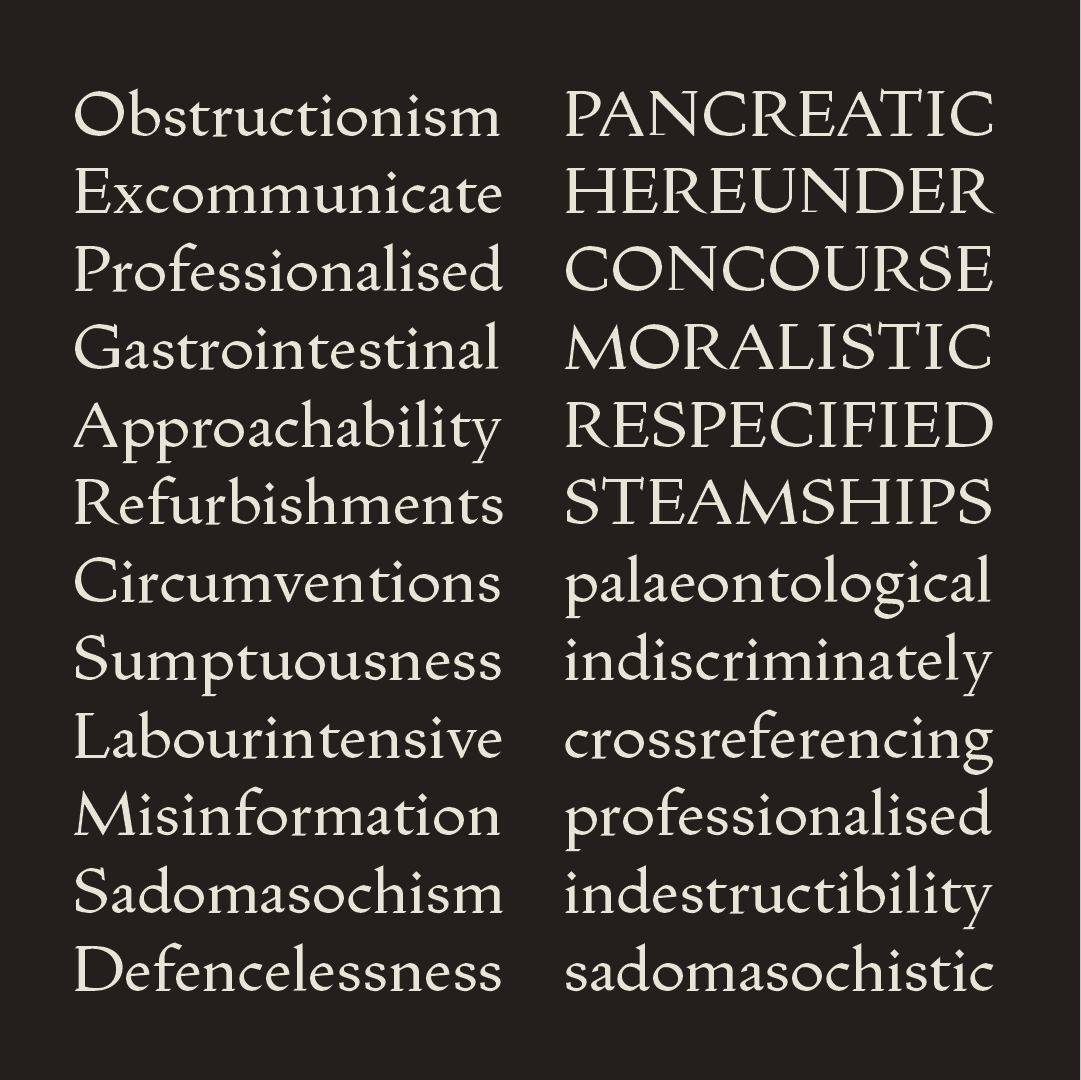 Obstructionism
Excommunicate
Professionalised
Gastrointestinal
Approachability
Refurbishments
Circumventions
Sumptuousness
Labourintensive
Misinformation
Sadomasochism
Defencelessness
PANCREATIC
HEREUNDER
CONCOURSE
MORALISTIC
RESPECIFIED
STEAMSHIPS
palaeontological
indiscriminately
crossreferencing
professionalised
indestructibility
sadomasochistic